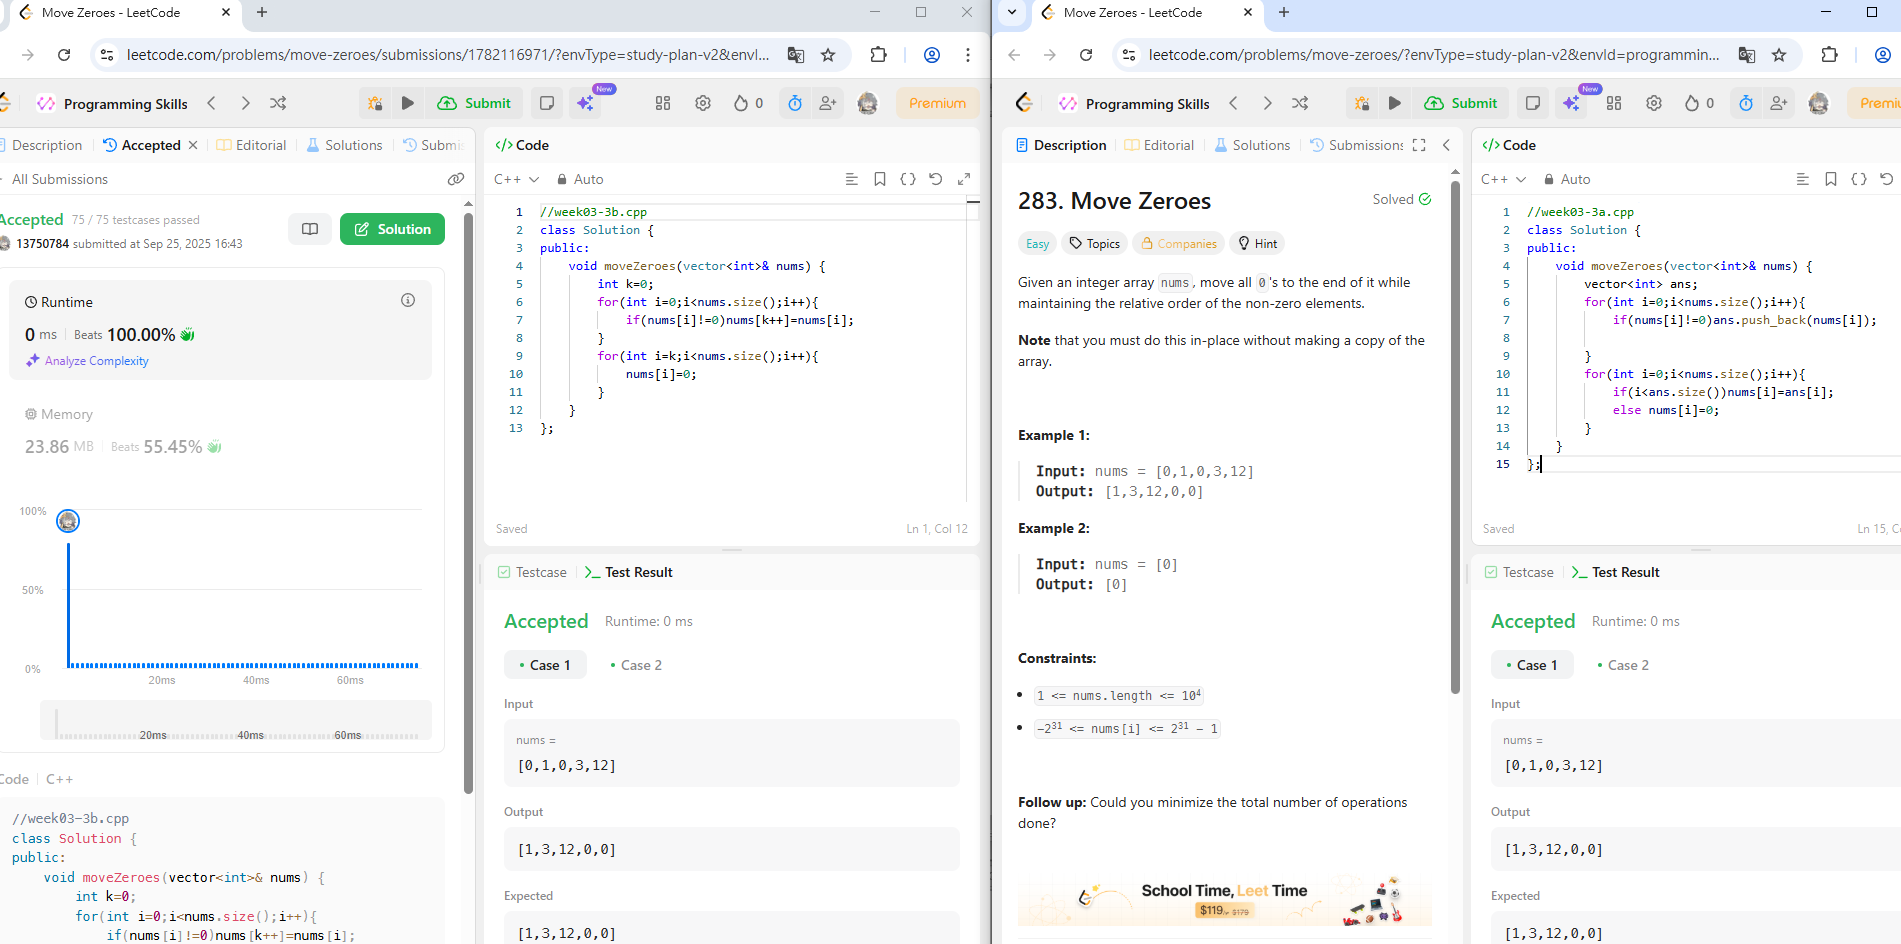 Move Zeroes - LeetCode
leetcode.com/problems/move-zeroes/submissions/1782116971/?envType=study-plan-v2&envI...
Programming Skills
Submit
New
0
Premium
Description
Accepted
Editorial
Solutions
Submi
All Submissions
Accepted
75 / 75 testcases passed
13750784 submitted at Sep 25, 2025 16:43
Solution
Runtime
0 ms
Beats 100.00%
Analyze Complexity
Memory
23.86 MB
Beats 55.45%
100%
50%
0%
20ms
40ms
60ms
20ms
40ms
60ms
Code
C++
//week03-3b.cpp
class Solution {
public:
void moveZeroes(vector<int>& nums) {
int k=0;
for(int i=0;i<nums.size();i++){
if(nums[i]!=0)nums[k++]=nums[i];
</> Code
C++
Auto
1 //week03-3b.cpp
2 class Solution {
3 public:
4 void moveZeroes(vector<int>& nums) {
5 int k=0;
6 for(int i=0;i<nums.size();i++){
7 if(nums[i]!=0)nums[k++]=nums[i];
8 }
9 for(int i=k;i<nums.size();i++){
10 nums[i]=0;
11 }
12 }
13 };
Saved
Ln 1, Col 12
Testcase
Test Result
Accepted
Runtime: 0 ms
Case 1
Case 2
Input
nums =
[0,1,0,3,12]
Output
[1,3,12,0,0]
Expected
[1,3,12,0,0]
Move Zeroes - LeetCode
leetcode.com/problems/move-zeroes/?envType=study-plan-v2&envId=programmin...
Programming Skills
Submit
New
0
Premiu
Description
Editorial
Solutions
Submissions
283. Move Zeroes
Solved
Easy
Topics
Companies
Hint
Given an integer array nums, move all 0's to the end of it while
maintaining the relative order of the non-zero elements.
Note that you must do this in-place without making a copy of the
array.
Example 1:
Input: nums = [0,1,0,3,12]
Output: [1,3,12,0,0]
Example 2:
Input: nums = [0]
Output: [0]
Constraints:
1 <= nums.length <= 10⁴
-2³¹ <= nums[i] <= 2³¹ - 1
Follow up: Could you minimize the total number of operations
done?
School Time, Leet Time
$119/yr $179
</> Code
C++
Auto
1 //week03-3a.cpp
2 class Solution {
3 public:
4 void moveZeroes(vector<int>& nums) {
5 vector<int> ans;
6 for(int i=0;i<nums.size();i++){
7 if(nums[i]!=0)ans.push_back(nums[i]);
8
9 }
10 for(int i=0;i<nums.size();i++){
11 if(i<ans.size())nums[i]=ans[i];
12 else nums[i]=0;
13 }
14 }
15 };
Saved
Ln 15, C
Testcase
Test Result
Accepted
Runtime: 0 ms
Case 1
Case 2
Input
nums =
[0,1,0,3,12]
Output
[1,3,12,0,0]
Expected
[1,3,12,0,0]